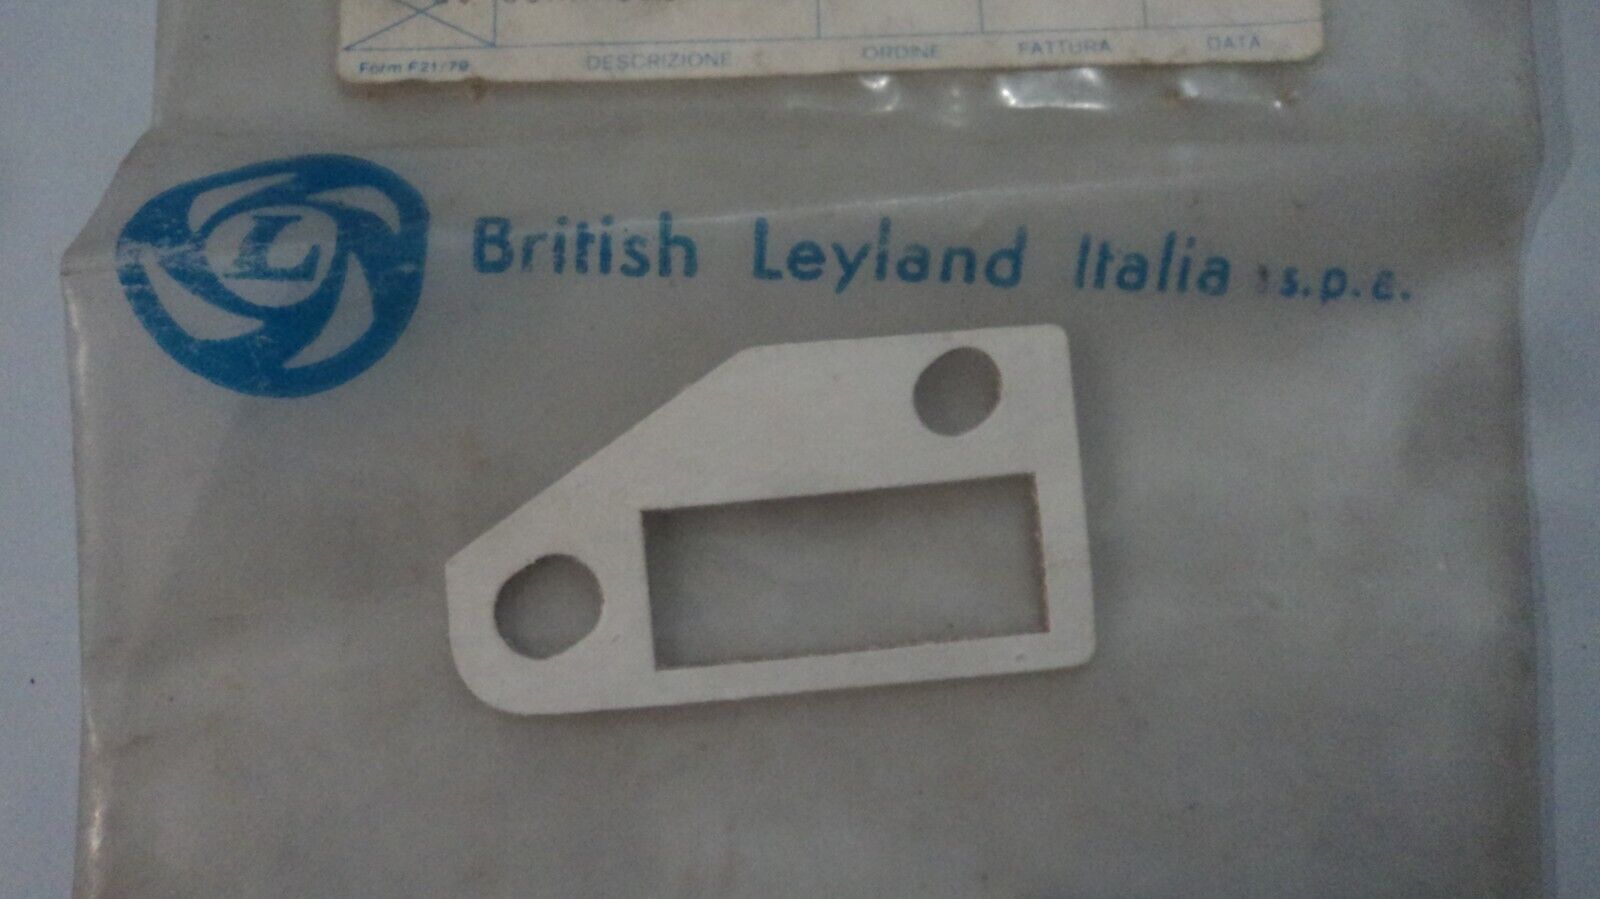 Form F21/79
DESCRIZIONE ORDINE FATTURA DATA
L British Leyland Italia s.p.a.